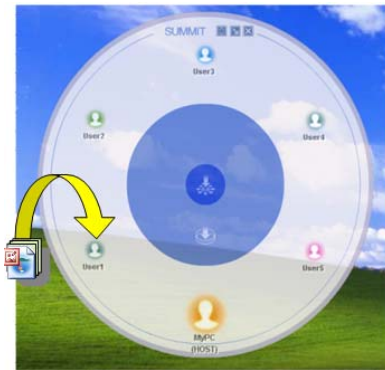 SUMMIT
User3
User2
User4
User1
User5
MyPC
(HOST)